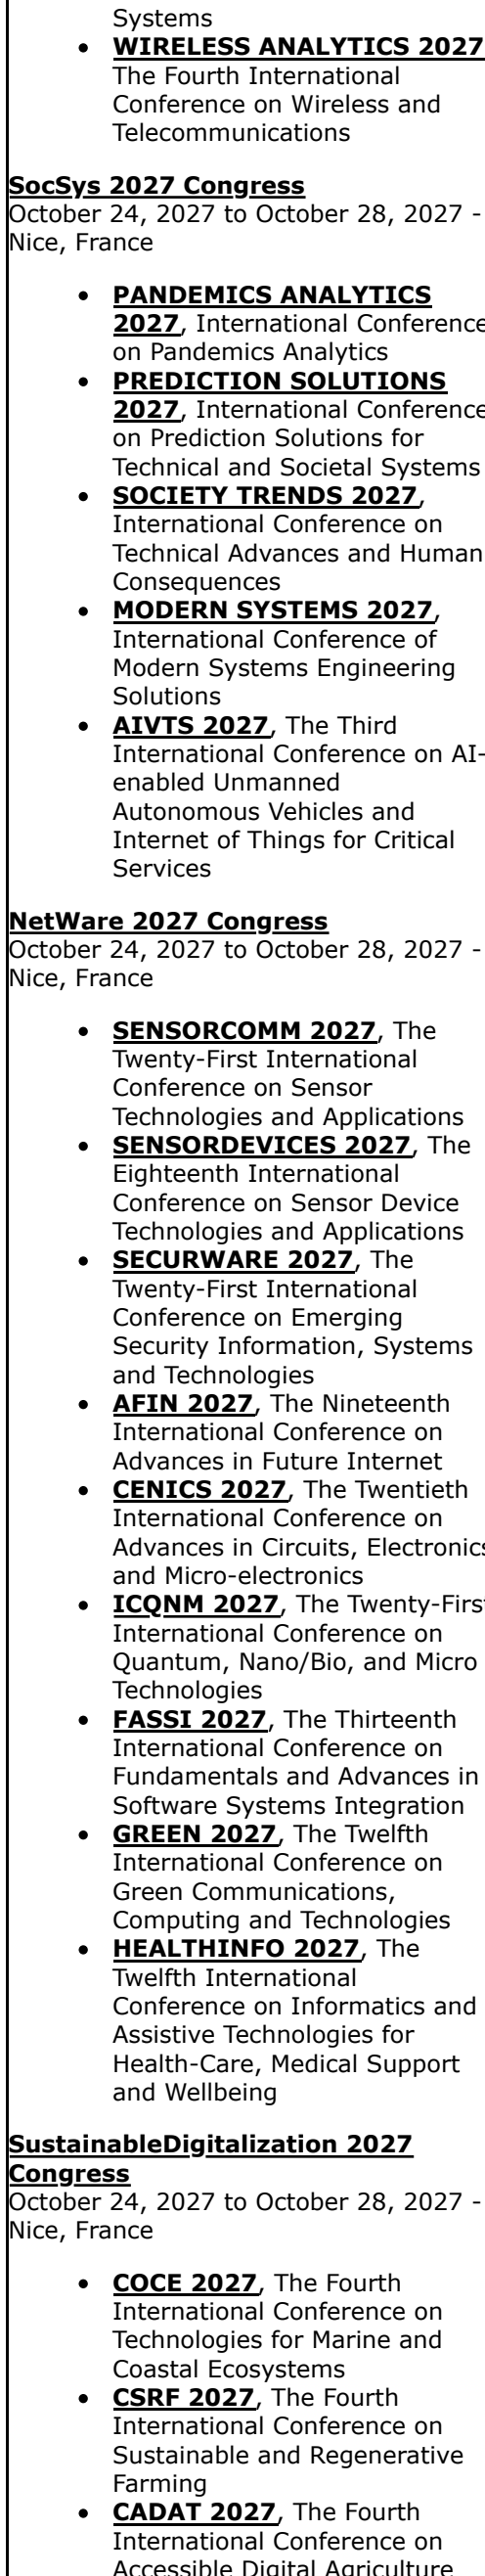 Systems
• WIRELESS ANALYTICS 2027
The Fourth International
Conference on Wireless and
Telecommunications
SocSys 2027 Congress
October 24, 2027 to October 28, 2027 -
Nice, France
• PANDEMICS ANALYTICS
2027, International Conference
on Pandemics Analytics
• PREDICTION SOLUTIONS
2027, International Conference
on Prediction Solutions for
Technical and Societal Systems
• SOCIETY TRENDS 2027,
International Conference on
Technical Advances and Human
Consequences
• MODERN SYSTEMS 2027,
International Conference of
Modern Systems Engineering
Solutions
• AIVTS 2027, The Third
International Conference on AI-
enabled Unmanned
Autonomous Vehicles and
Internet of Things for Critical
Services
NetWare 2027 Congress
October 24, 2027 to October 28, 2027 -
Nice, France
• SENSORCOMM 2027, The
Twenty-First International
Conference on Sensor
Technologies and Applications
• SENSORDEVICES 2027, The
Eighteenth International
Conference on Sensor Device
Technologies and Applications
• SECURWARE 2027, The
Twenty-First International
Conference on Emerging
Security Information, Systems
and Technologies
• AFIN 2027, The Nineteenth
International Conference on
Advances in Future Internet
• CENICS 2027, The Twentieth
International Conference on
Advances in Circuits, Electronics
and Micro-electronics
• ICQNM 2027, The Twenty-First
International Conference on
Quantum, Nano/Bio, and Micro
Technologies
• FASSI 2027, The Thirteenth
International Conference on
Fundamentals and Advances in
Software Systems Integration
• GREEN 2027, The Twelfth
International Conference on
Green Communications,
Computing and Technologies
• HEALTHINFO 2027, The
Twelfth International
Conference on Informatics and
Assistive Technologies for
Health-Care, Medical Support
and Wellbeing
SustainableDigitalization 2027
Congress
October 24, 2027 to October 28, 2027 -
Nice, France
• COCE 2027, The Fourth
International Conference on
Technologies for Marine and
Coastal Ecosystems
• CSRF 2027, The Fourth
International Conference on
Sustainable and Regenerative
Farming
• CADAT 2027, The Fourth
International Conference on
Accessible Digital Agriculture